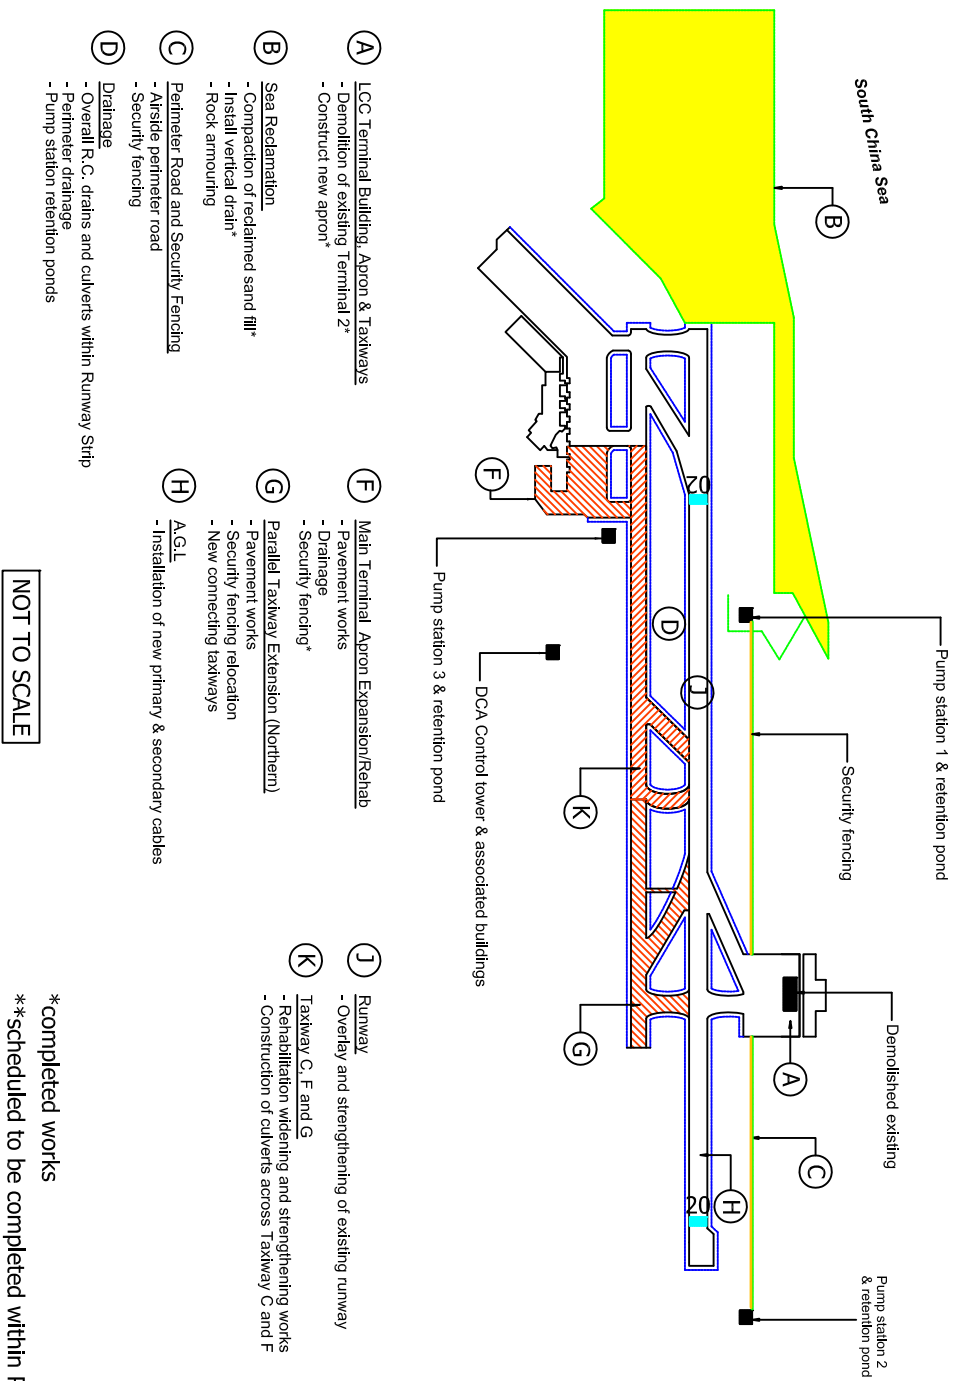 South China Sea
B
Pump station 1 & retention pond
Security fencing
Demolished existing
A
C
Pump station 2
& retention pond
02
D
J
20
H
F
K
G
Pump station 3 & retention pond
DCA Control tower & associated buildings
A
LCC Terminal Building, Apron & Taxiways
- Demolition of existing Terminal 2*
- Construct new apron*
B
Sea Reclamation
- Compaction of reclaimed sand fill*
- Install vertical drain*
- Rock armouring
C
Perimeter Road and Security Fencing
- Airside perimeter road
- Security fencing
D
Drainage
- Overall R.C. drains and culverts within Runway Strip
- Perimeter drainage
- Pump station retention ponds
F
Main Terminal Apron Expansion/Rehab
- Pavement works
- Drainage
- Security fencing*
G
Parallel Taxiway Extension (Northern)
- Pavement works
- Security fencing relocation
- New connecting taxiways
H
A.G.L
- Installation of new primary & secondary cables
J
Runway
- Overlay and strengthening of existing runway
K
Taxiway C, F and G
- Rehabilitation widening and strengthening works
- Construction of culverts across Taxiway C and F
NOT TO SCALE
*completed works
**scheduled to be completed within